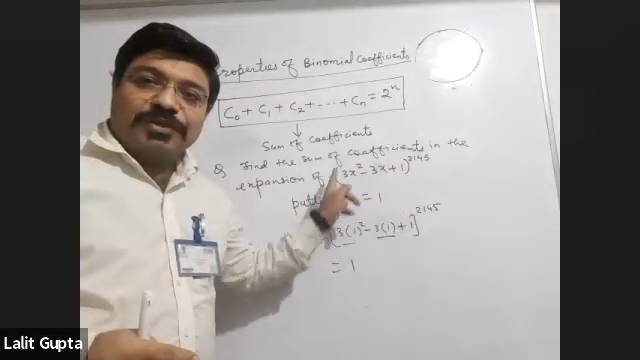 Properties of Binomial Coefficients
C₀ + C₁ + C₂ + ---- + Cₙ = 2ⁿ
↓
Sum of coefficients
Q Find the sum of coefficients in the
expansion of (3x² - 3x + 1)²¹⁴⁵
put = 1
[3(1)² - 3(1) + 1]²¹⁴⁵
= 1
Lalit Gupta